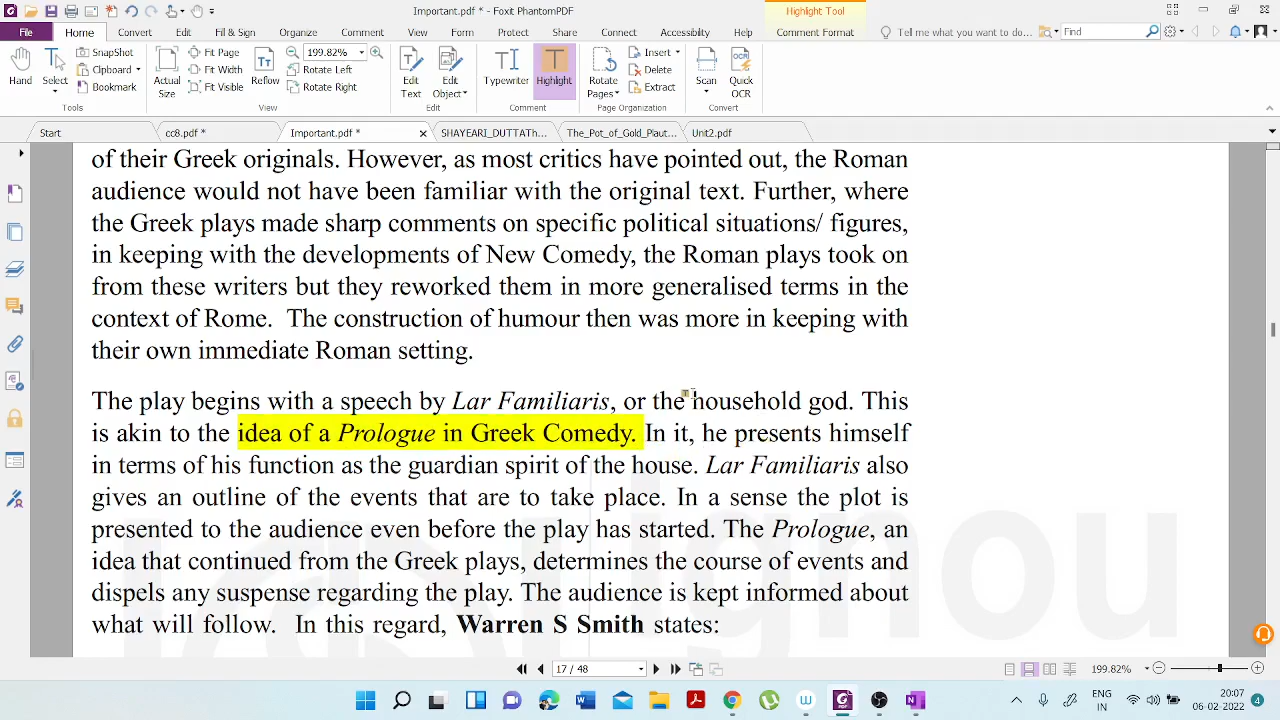 Important.pdf * - Foxit PhantomPDF
Highlight Tool
File
Home
Convert
Edit
Fill & Sign
Organize
Comment
View
Form
Protect
Share
Connect
Accessibility
Help
Comment Format
Tell me what you want to do...
Find
Hand
Select
SnapShot
Clipboard
Bookmark
Tools
Actual Size
Fit Page
Fit Width
Fit Visible
Reflow
199.82%
Rotate Left
Rotate Right
View
Edit Text
Edit Object
Edit
Typewriter
Highlight
Comment
Rotate Pages
Insert
Delete
Extract
Page Organization
Scan
Quick OCR
Convert
Start
cc8.pdf *
Important.pdf *
SHAYEARI_DUTTATh...
The_Pot_of_Gold_Plaut...
Unit2.pdf
of their Greek originals. However, as most critics have pointed out, the Roman
audience would not have been familiar with the original text. Further, where
the Greek plays made sharp comments on specific political situations/ figures,
in keeping with the developments of New Comedy, the Roman plays took on
from these writers but they reworked them in more generalised terms in the
context of Rome. The construction of humour then was more in keeping with
their own immediate Roman setting.
The play begins with a speech by Lar Familiaris, or the household god. This
is akin to the idea of a Prologue in Greek Comedy. In it, he presents himself
in terms of his function as the guardian spirit of the house. Lar Familiaris also
gives an outline of the events that are to take place. In a sense the plot is
presented to the audience even before the play has started. The Prologue, an
idea that continued from the Greek plays, determines the course of events and
dispels any suspense regarding the play. The audience is kept informed about
what will follow. In this regard, Warren S Smith states:
ignou
17 / 48
199.82%
ENG
IN
20:07
06-02-2022
4